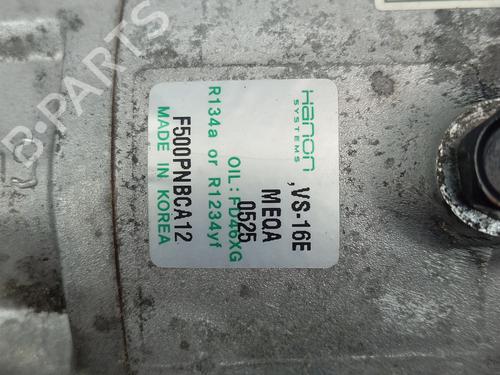 Hanon
SYSTEMS
,VS-16E
MEQA
0525
OIL: FD46XG
R134a or R1234yf
F500PNBCA12
MADE IN KOREA
B-PARTS